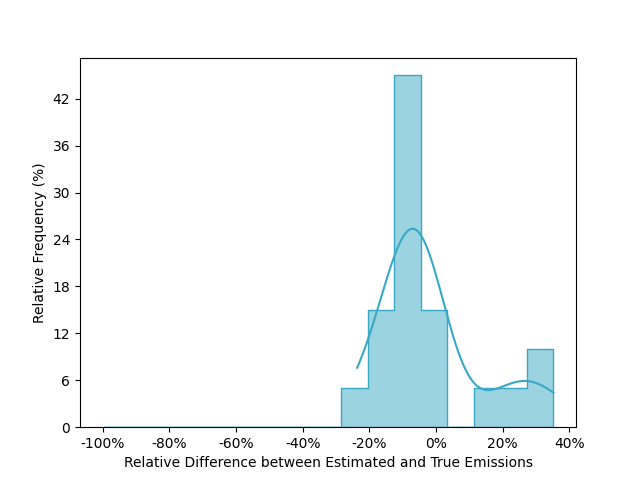 42
36
30
24
18
12
6
0
Relative Frequency (%)
-100% -80% -60% -40% -20% 0% 20% 40%
Relative Difference between Estimated and True Emissions